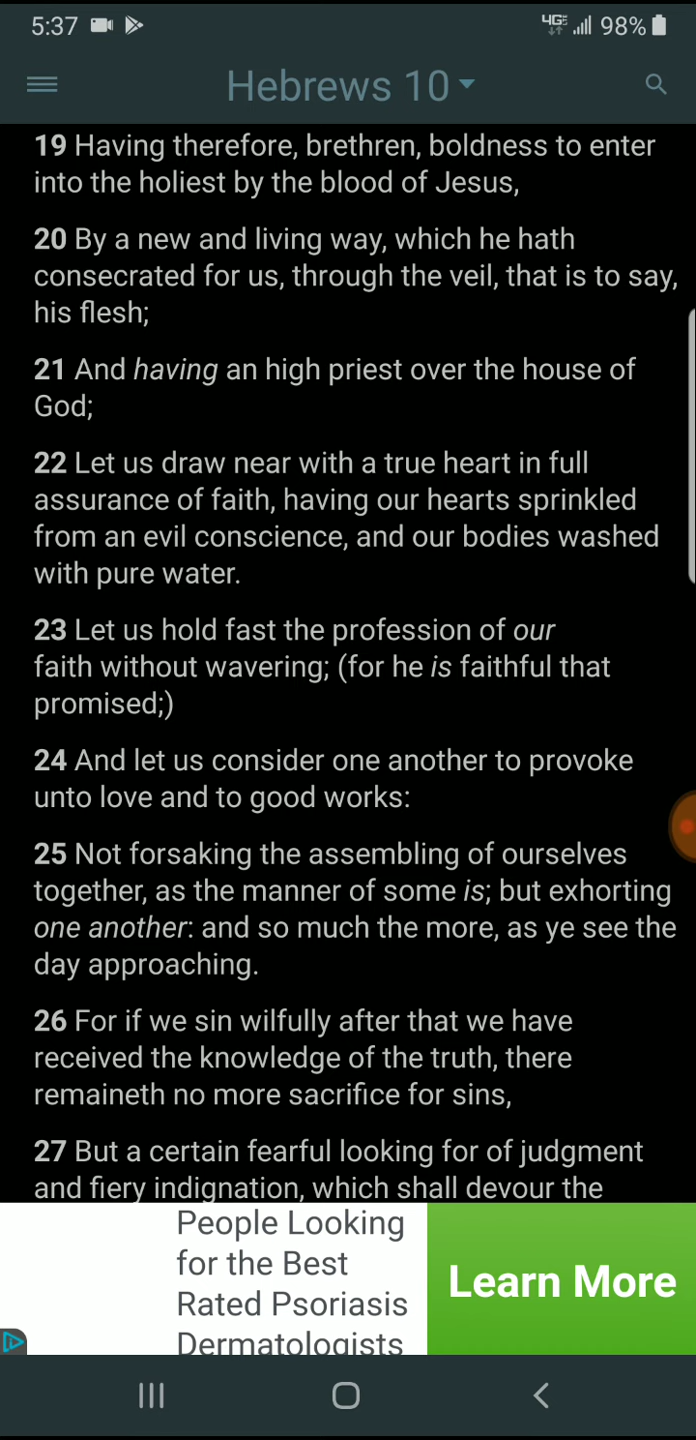 5:37
4GE 98%
Hebrews 10
19 Having therefore, brethren, boldness to enter
into the holiest by the blood of Jesus,
20 By a new and living way, which he hath
consecrated for us, through the veil, that is to say,
his flesh;
21 And having an high priest over the house of
God;
22 Let us draw near with a true heart in full
assurance of faith, having our hearts sprinkled
from an evil conscience, and our bodies washed
with pure water.
23 Let us hold fast the profession of our
faith without wavering; (for he is faithful that
promised;)
24 And let us consider one another to provoke
unto love and to good works:
25 Not forsaking the assembling of ourselves
together, as the manner of some is; but exhorting
one another: and so much the more, as ye see the
day approaching.
26 For if we sin wilfully after that we have
received the knowledge of the truth, there
remaineth no more sacrifice for sins,
27 But a certain fearful looking for of judgment
and fiery indignation, which shall devour the
People Looking
for the Best
Rated Psoriasis
Dermatologists
Learn More